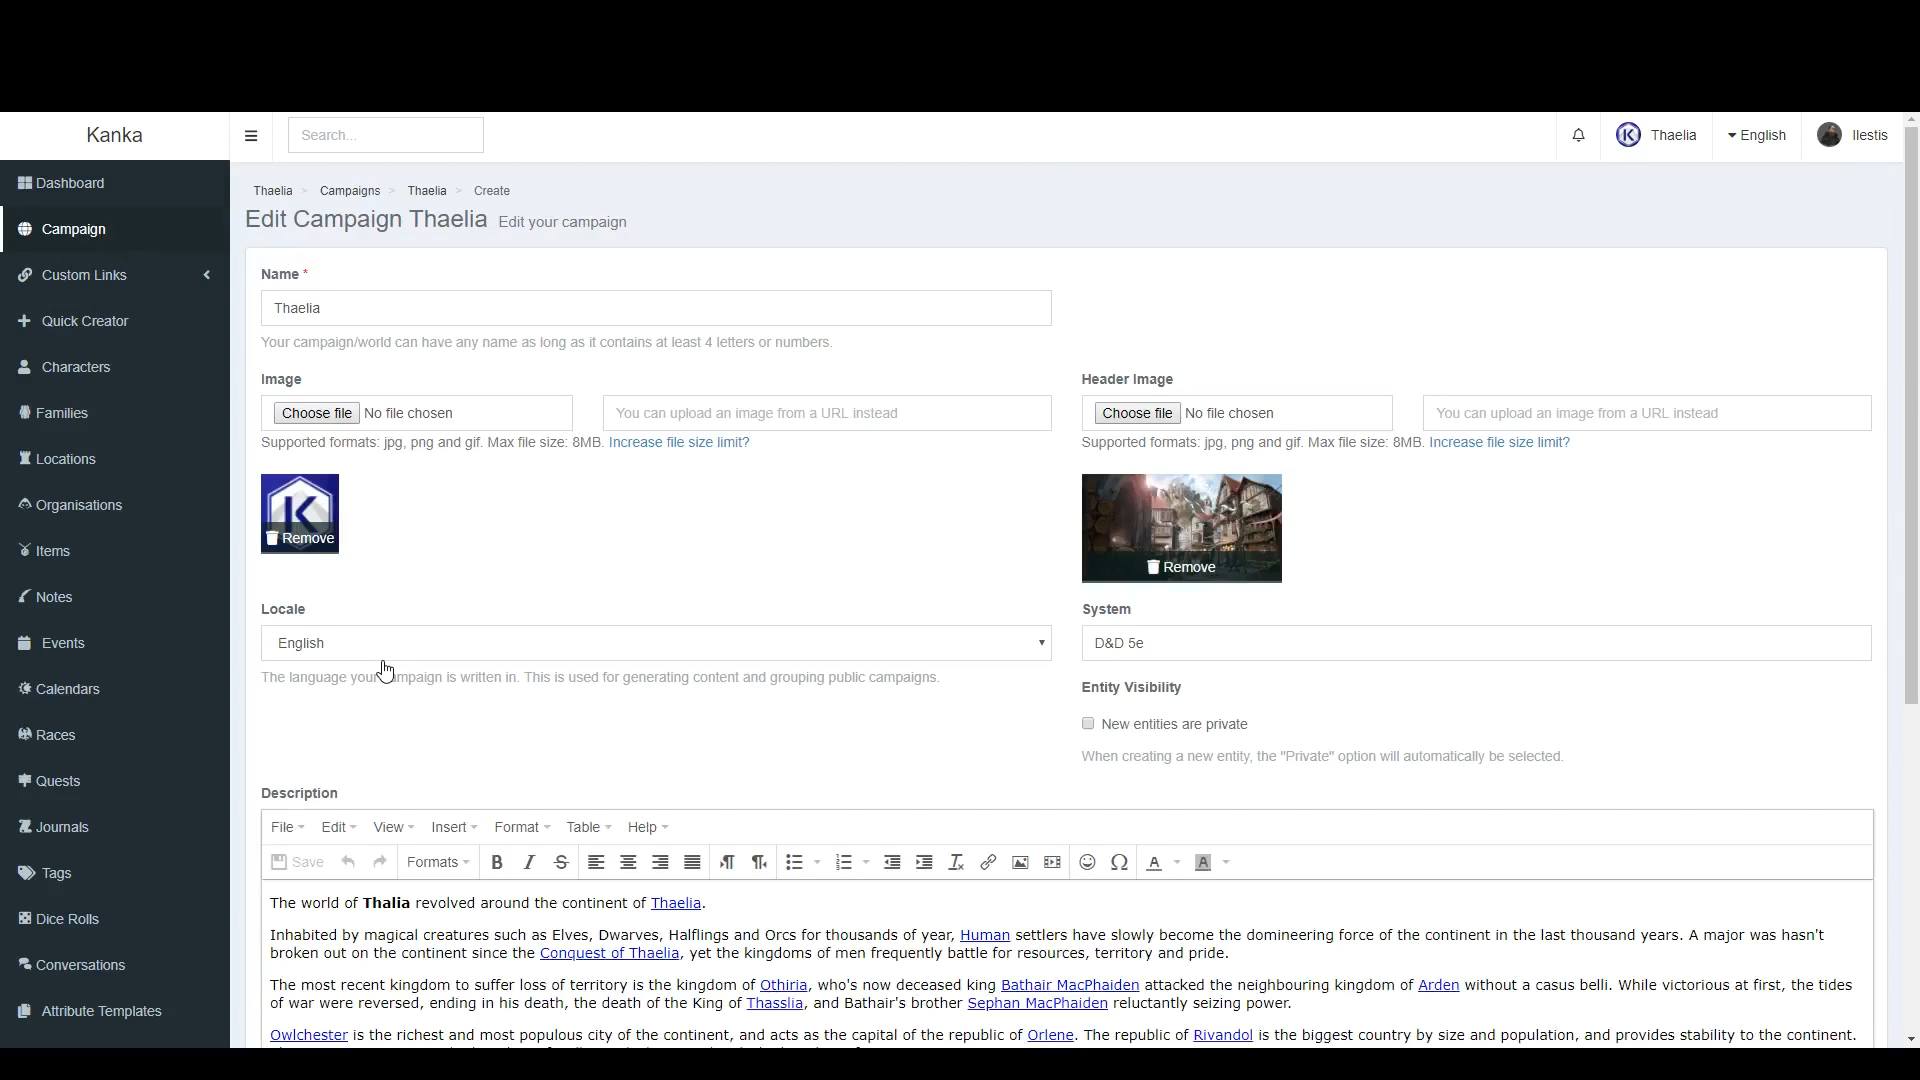 Kanka
Search...
Thaelia
English
Ilestis
Dashboard
Campaign
Custom Links
Quick Creator
Characters
Families
Locations
Organisations
Items
Notes
Events
Calendars
Races
Quests
Journals
Tags
Dice Rolls
Conversations
Attribute Templates
Thaelia > Campaigns > Thaelia > Create
Edit Campaign Thaelia Edit your campaign
Name *
Thaelia
Your campaign/world can have any name as long as it contains at least 4 letters or numbers.
Image
Choose file No file chosen
You can upload an image from a URL instead
Supported formats: jpg, png and gif. Max file size: 8MB. Increase file size limit?
K
Remove
Header Image
Choose file No file chosen
You can upload an image from a URL instead
Supported formats: jpg, png and gif. Max file size: 8MB. Increase file size limit?
Remove
Locale
English
The language your campaign is written in. This is used for generating content and grouping public campaigns.
System
D&D 5e
Entity Visibility
New entities are private
When creating a new entity, the "Private" option will automatically be selected.
Description
File Edit View Insert Format Table Help
Save Formats B I S A A
The world of Thalia revolved around the continent of Thaelia.
Inhabited by magical creatures such as Elves, Dwarves, Halflings and Orcs for thousands of year, Human settlers have slowly become the domineering force of the continent in the last thousand years. A major was hasn't
broken out on the continent since the Conquest of Thaelia, yet the kingdoms of men frequently battle for resources, territory and pride.
The most recent kingdom to suffer loss of territory is the kingdom of Othiria, who's now deceased king Bathair MacPhaiden attacked the neighbouring kingdom of Arden without a casus belli. While victorious at first, the tides
of war were reversed, ending in his death, the death of the King of Thasslia, and Bathair's brother Sephan MacPhaiden reluctantly seizing power.
Owlchester is the richest and most populous city of the continent, and acts as the capital of the republic of Orlene. The republic of Rivandol is the biggest country by size and population, and provides stability to the continent.